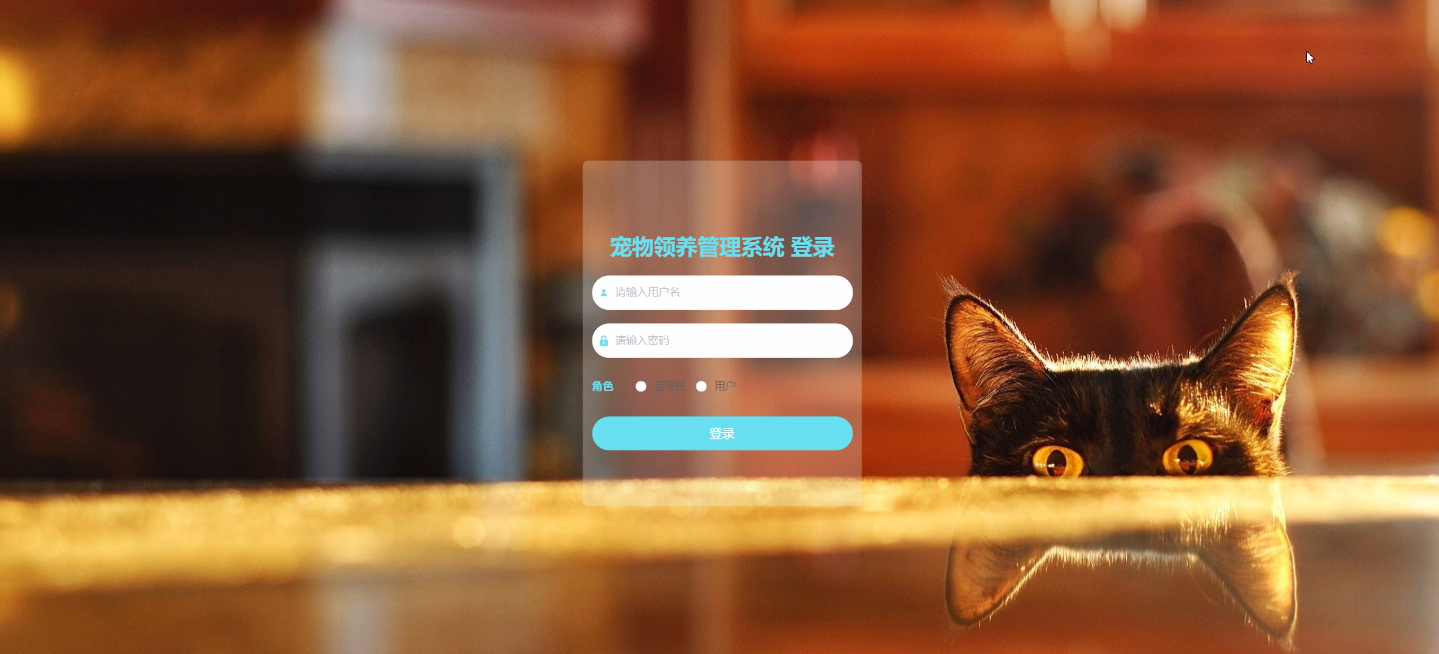 宠物领养管理系统 登录
请输入用户名
请输入密码
角色 管理员 用户
登录